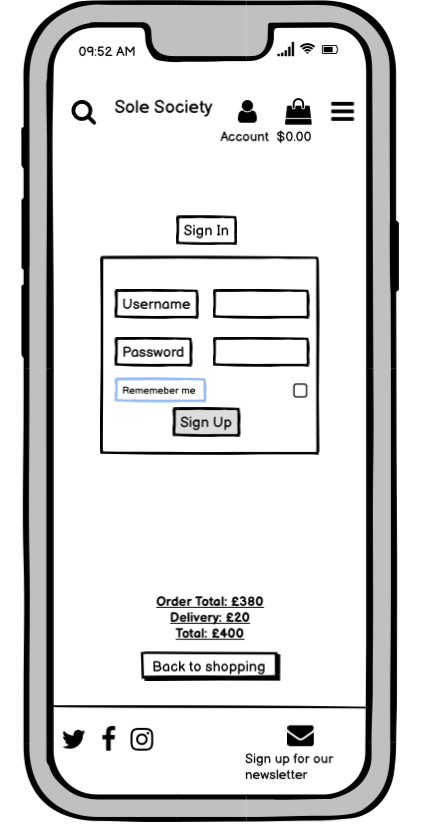 09:52 AM
Sole Society
Account $0.00
Sign In
Username
Password
Rememeber me
Sign Up
Order Total: £380
Delivery: £20
Total: £400
Back to shopping
Sign up for our
newsletter